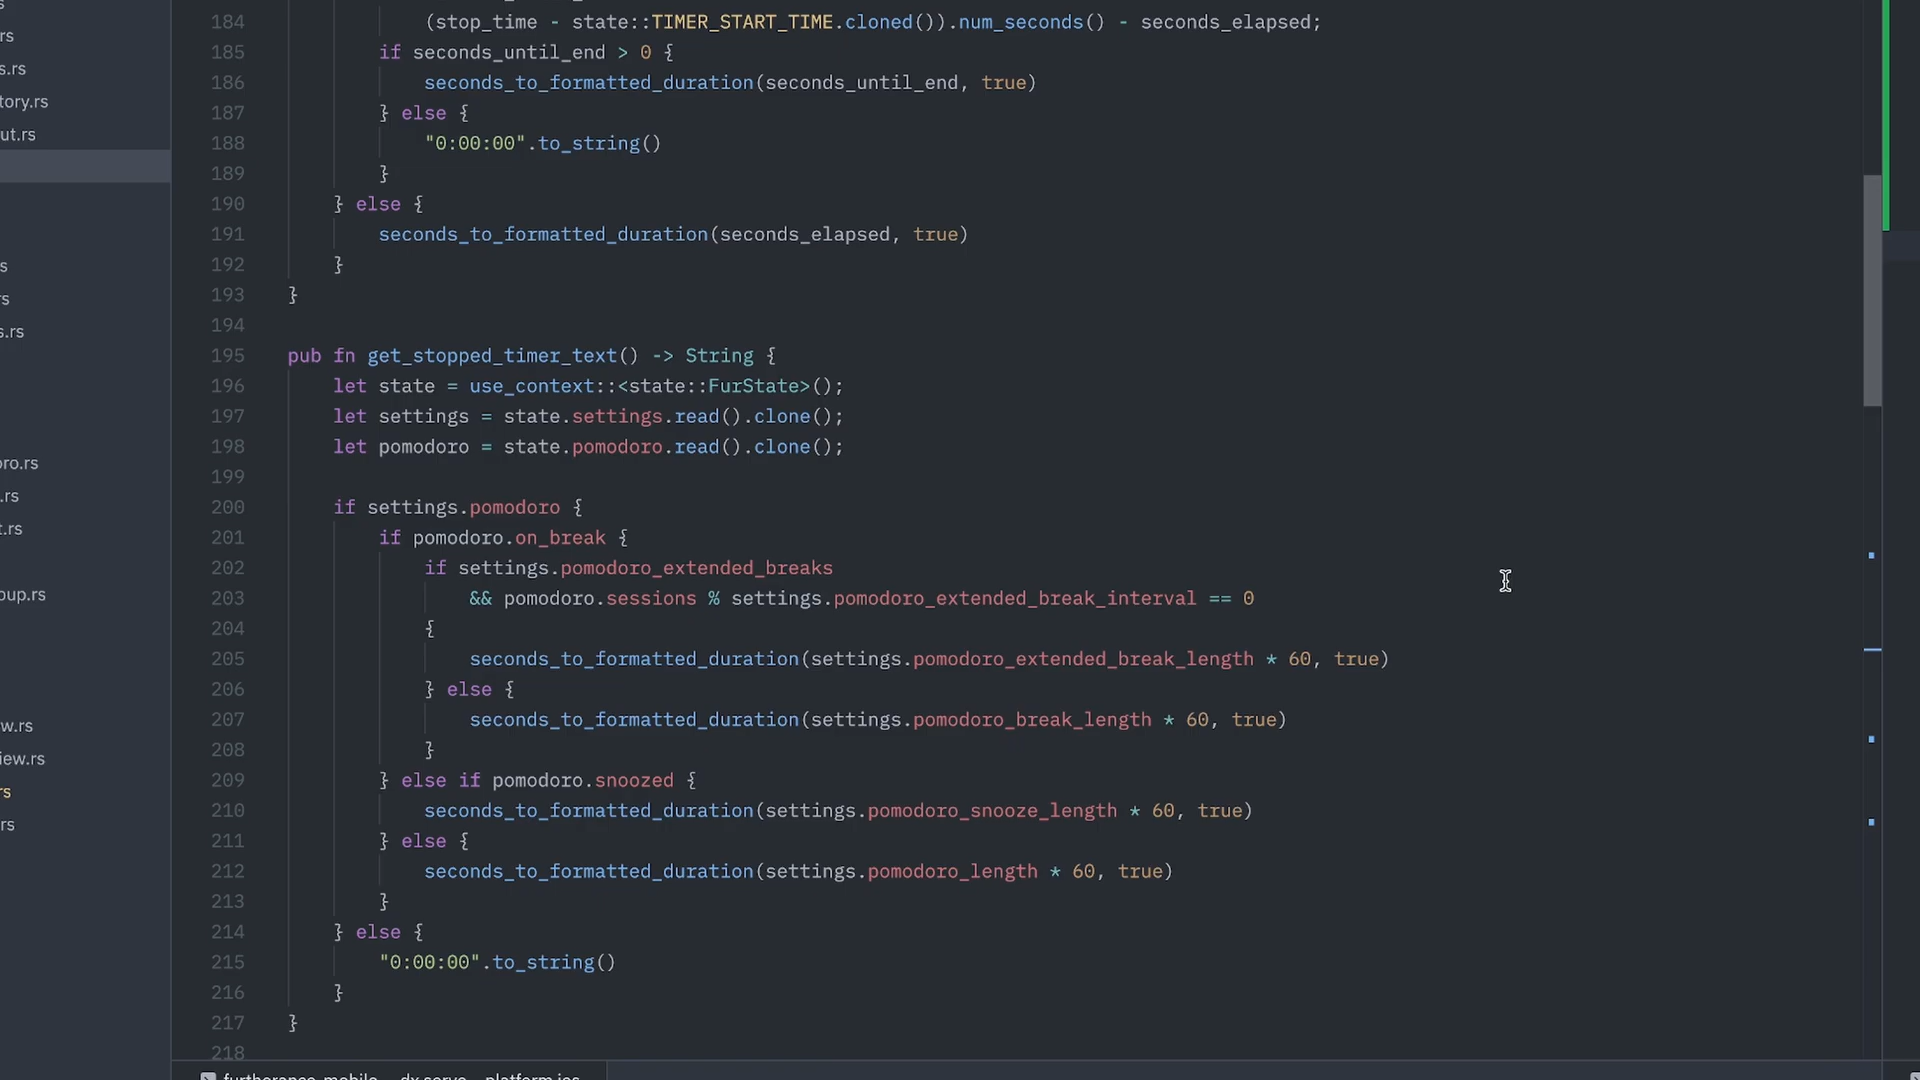 rs
s.rs
tory.rs
ut.rs
s
s
s.rs
oro.rs
.rs
t.rs
oup.rs
w.rs
iew.rs
rs
rs
184 (stop_time - state::TIMER_START_TIME.cloned()).num_seconds() - seconds_elapsed;
185 if seconds_until_end > 0 {
186 seconds_to_formatted_duration(seconds_until_end, true)
187 } else {
188 "0:00:00".to_string()
189 }
190 } else {
191 seconds_to_formatted_duration(seconds_elapsed, true)
192 }
193 }
194
195 pub fn get_stopped_timer_text() -> String {
196 let state = use_context::<state::FurState>();
197 let settings = state.settings.read().clone();
198 let pomodoro = state.pomodoro.read().clone();
199
200 if settings.pomodoro {
201 if pomodoro.on_break {
202 if settings.pomodoro_extended_breaks
203 && pomodoro.sessions % settings.pomodoro_extended_break_interval == 0
204 {
205 seconds_to_formatted_duration(settings.pomodoro_extended_break_length * 60, true)
206 } else {
207 seconds_to_formatted_duration(settings.pomodoro_break_length * 60, true)
208 }
209 } else if pomodoro.snoozed {
210 seconds_to_formatted_duration(settings.pomodoro_snooze_length * 60, true)
211 } else {
212 seconds_to_formatted_duration(settings.pomodoro_length * 60, true)
213 }
214 } else {
215 "0:00:00".to_string()
216 }
217 }
218
furtherance-mobile — dx serve --platform ios